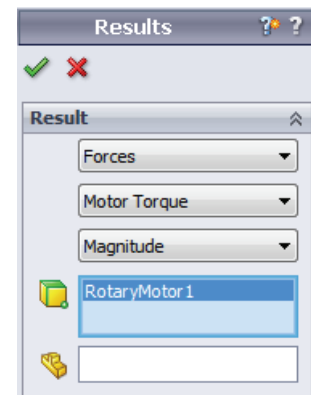 Results ? ?
Result
Forces
Motor Torque
Magnitude
RotaryMotor1